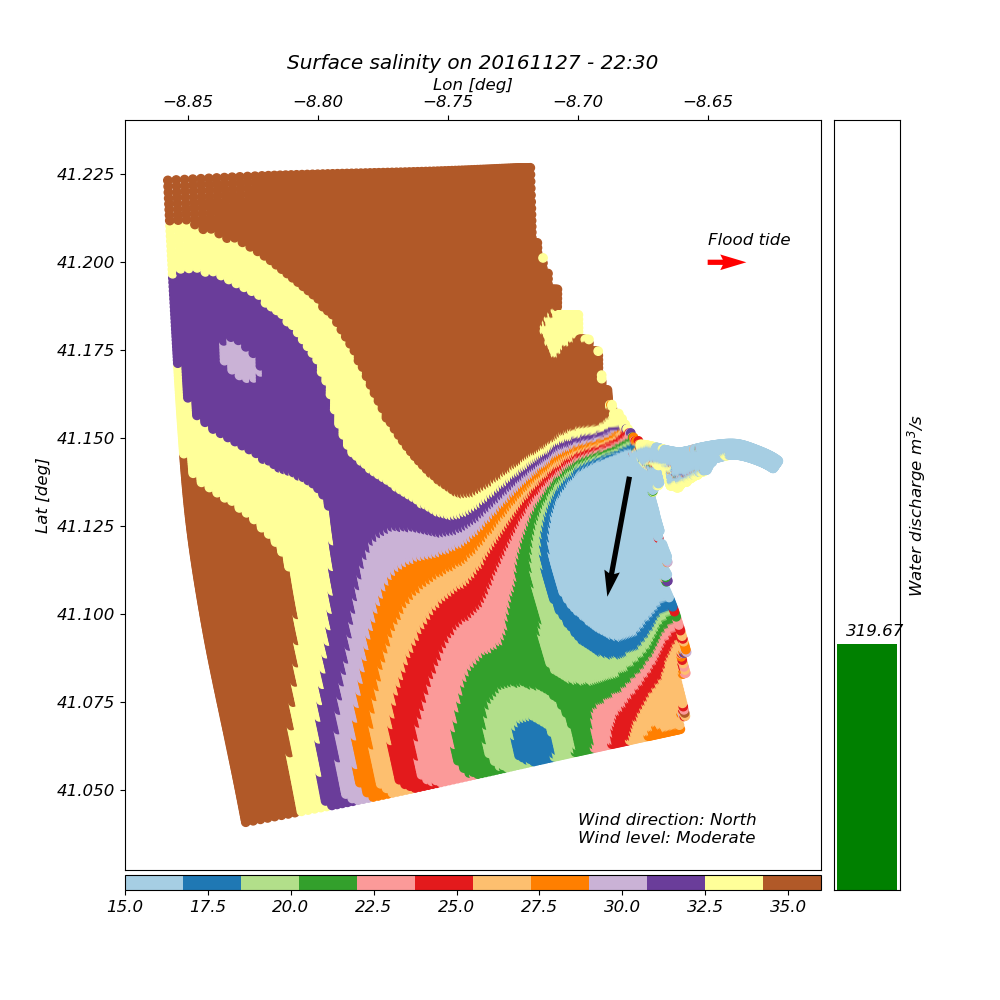 Surface salinity on 20161127 - 22:30
Lon [deg]
−8.85 −8.80 −8.75 −8.70 −8.65
41.225
41.200
41.175
41.150
41.125
41.100
41.075
41.050
Lat [deg]
Flood tide
Wind direction: North
Wind level: Moderate
15.0 17.5 20.0 22.5 25.0 27.5 30.0 32.5 35.0
319.67
Water discharge m³/s